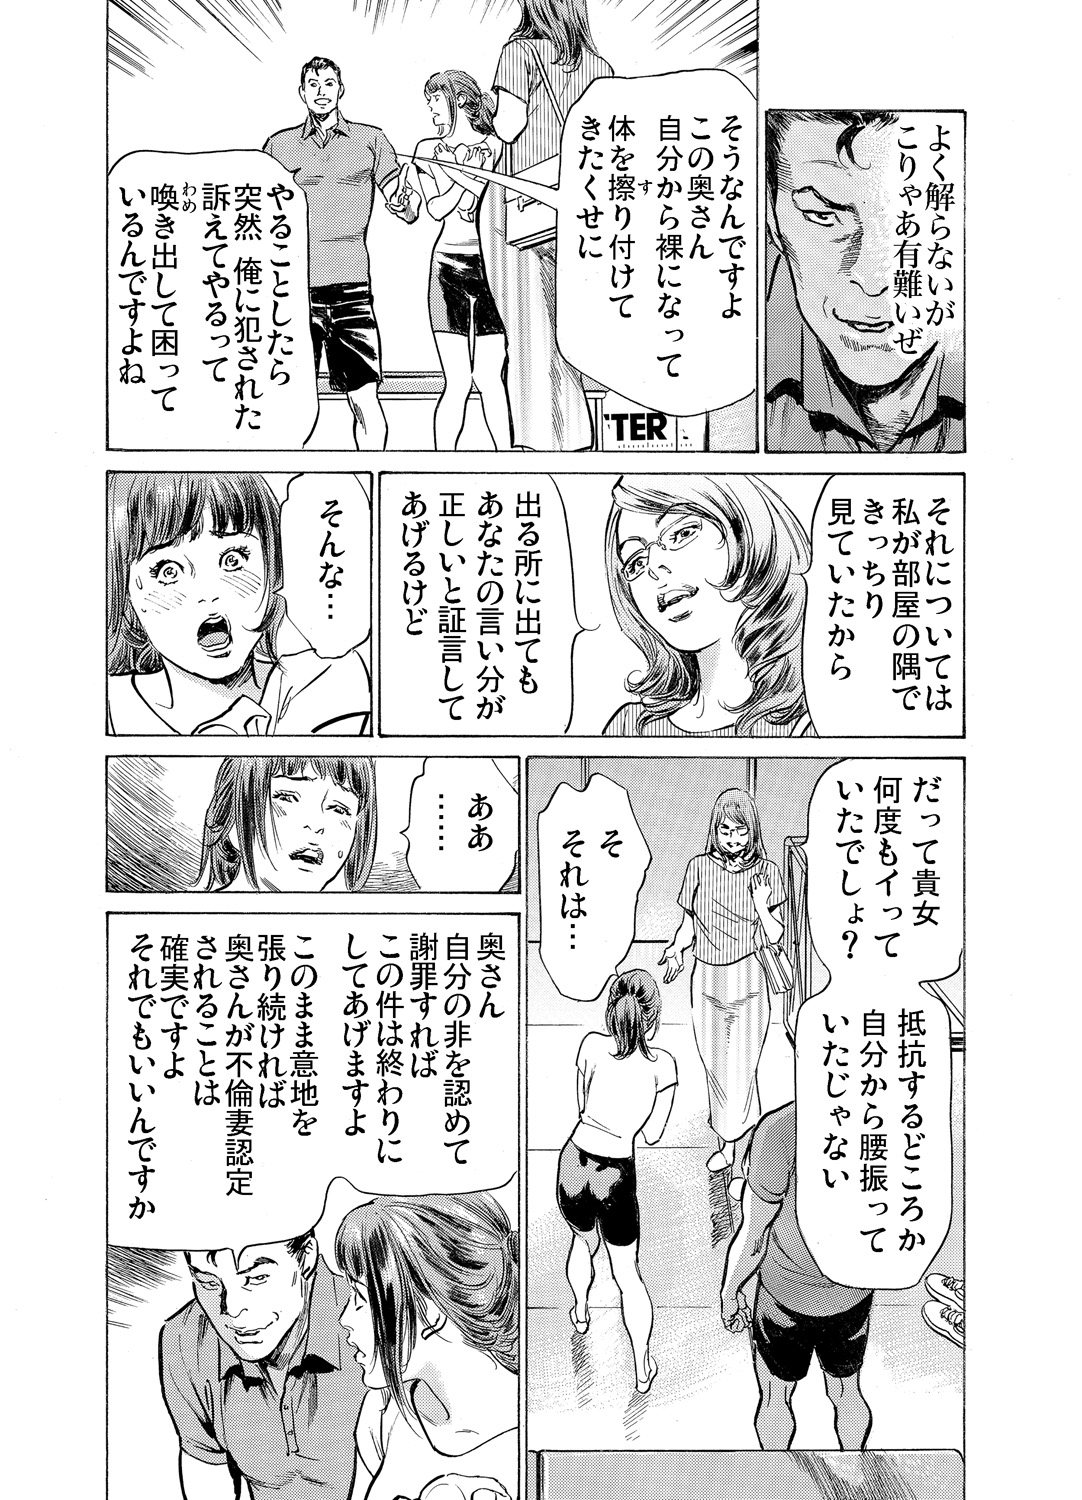 よく解らないが
こりゃあ有難いぜ
そうなんですよ
この奥さん
自分から裸になって
体を擦り付けて
す
きたくせに
やることとしたら
突然 俺に犯された
訴えてやるって
喚き出して困って
わめ
いるんですよね
TER
それについては
私が部屋の隅で
きっちり
見ていたから
出る所に出ても
あなたの言い分が
正しいと証言して
あげるけど
そんな…
だって貴女
何度もイって
いたでしょ?
抵抗するどころか
自分から腰振って
いたじゃない
そ
それは…
ああ
……
奥さん
自分の非を認めて
謝罪すれば
この件は終わりに
してあげますよ
このまま意地を
張り続ければ
奥さんが不倫妻認定
されることは
確実ですよ
それでもいいんですか